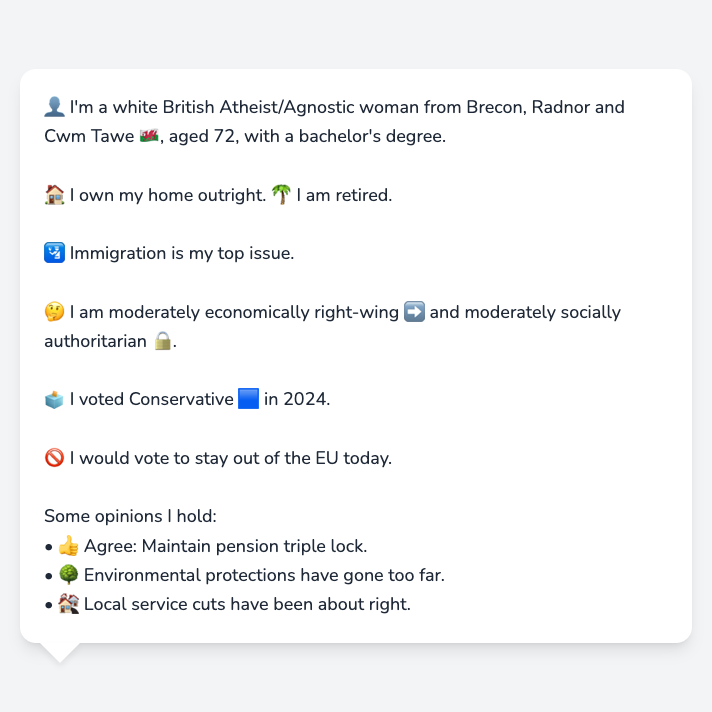 👤 I'm a white British Atheist/Agnostic woman from Brecon, Radnor and
Cwm Tawe 🏴󠁧󠁢󠁷󠁬󠁳󠁿, aged 72, with a bachelor's degree.
🏠 I own my home outright. 🌴 I am retired.
🛂 Immigration is my top issue.
🤔 I am moderately economically right-wing ➡️ and moderately socially
authoritarian 🔒.
🗳️ I voted Conservative 🟦 in 2024.
🚫 I would vote to stay out of the EU today.
Some opinions I hold:
• 👍 Agree: Maintain pension triple lock.
• 🌳 Environmental protections have gone too far.
• 🏘️ Local service cuts have been about right.